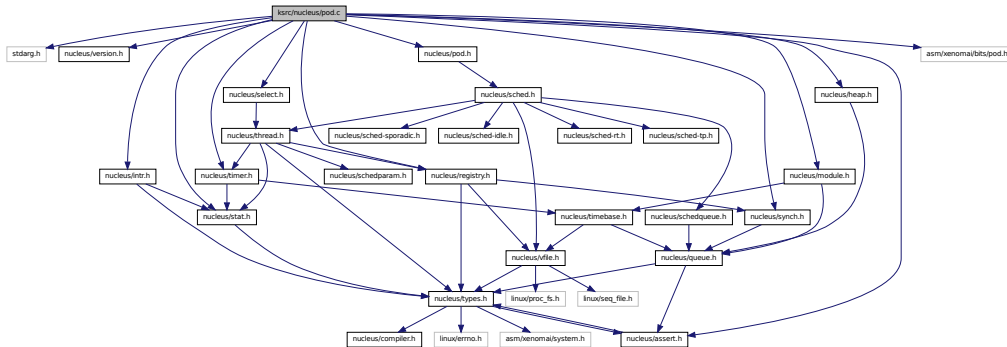 ksrc/nucleus/pod.c
stdarg.h
nucleus/version.h
nucleus/pod.h
asm/xenomai/bits/pod.h
nucleus/select.h
nucleus/sched.h
nucleus/heap.h
nucleus/thread.h
nucleus/sched-sporadic.h
nucleus/sched-idle.h
nucleus/sched-rt.h
nucleus/sched-tp.h
nucleus/intr.h
nucleus/timer.h
nucleus/schedparam.h
nucleus/registry.h
nucleus/module.h
nucleus/stat.h
nucleus/timebase.h
nucleus/schedqueue.h
nucleus/synch.h
nucleus/vfile.h
nucleus/queue.h
nucleus/types.h
linux/proc_fs.h
linux/seq_file.h
nucleus/compiler.h
linux/errno.h
asm/xenomai/system.h
nucleus/assert.h